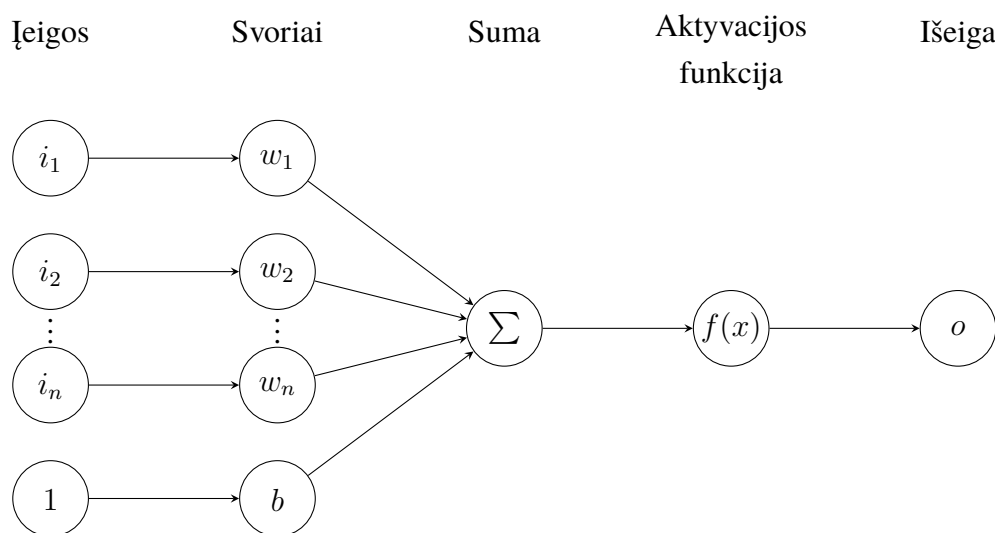 Įeigos Svoriai Suma Aktyvacijos funkcija Išeiga
i₁ w₁
i₂ w₂
⋮ ⋮
∑ f(x) o
iₙ wₙ
1 b